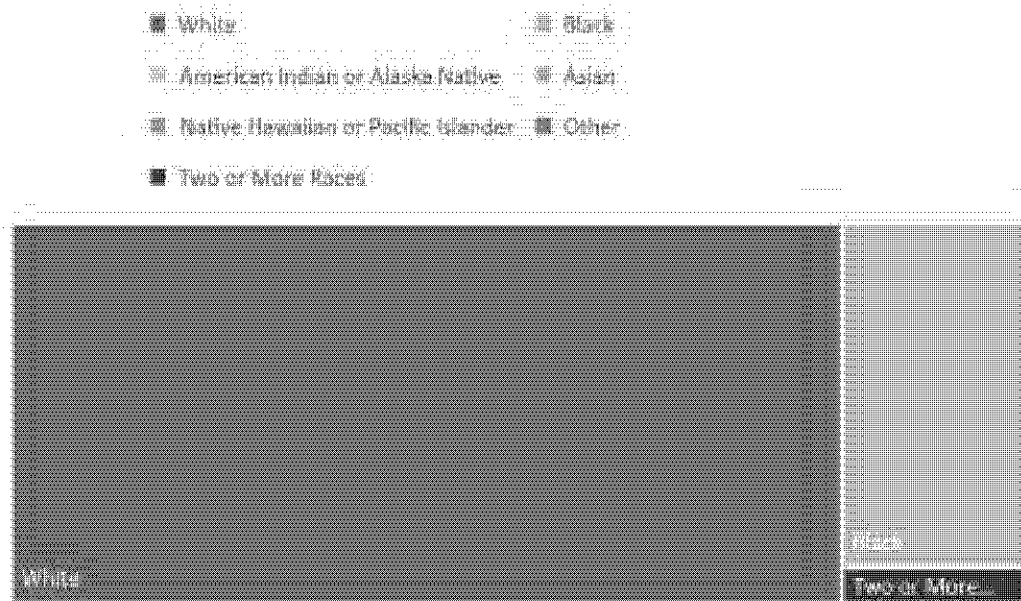 White Black
American Indian or Alaska Native Asian
Native Hawaiian or Pacific Islander Other
Two or More Races
Black
White
Two or More...